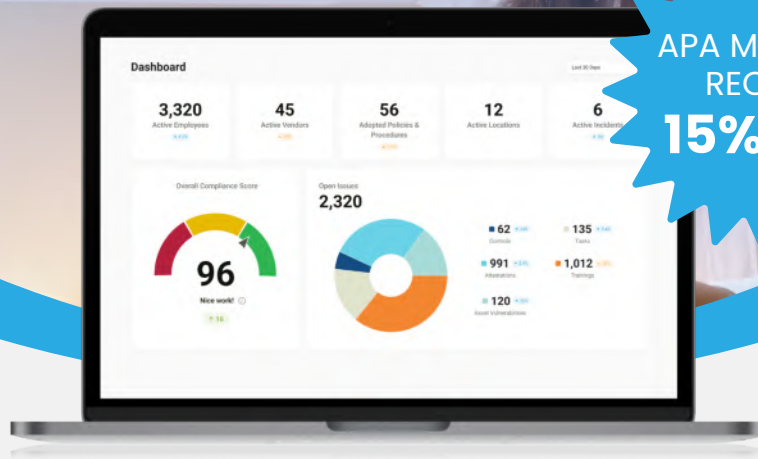 APA M
REC
15%
Dashboard
Last 30 Days
3,320
Active Employees
45
Active Vendors
56
Adopted Policies &
Procedures
12
Active Locations
6
Active Incidents
Overall Compliance Score
96
Nice work!
Open Issues
2,320
62
Controls
135
Tasks
991
Attestations
1,012
Trainings
120
Asset Vulnerabilities